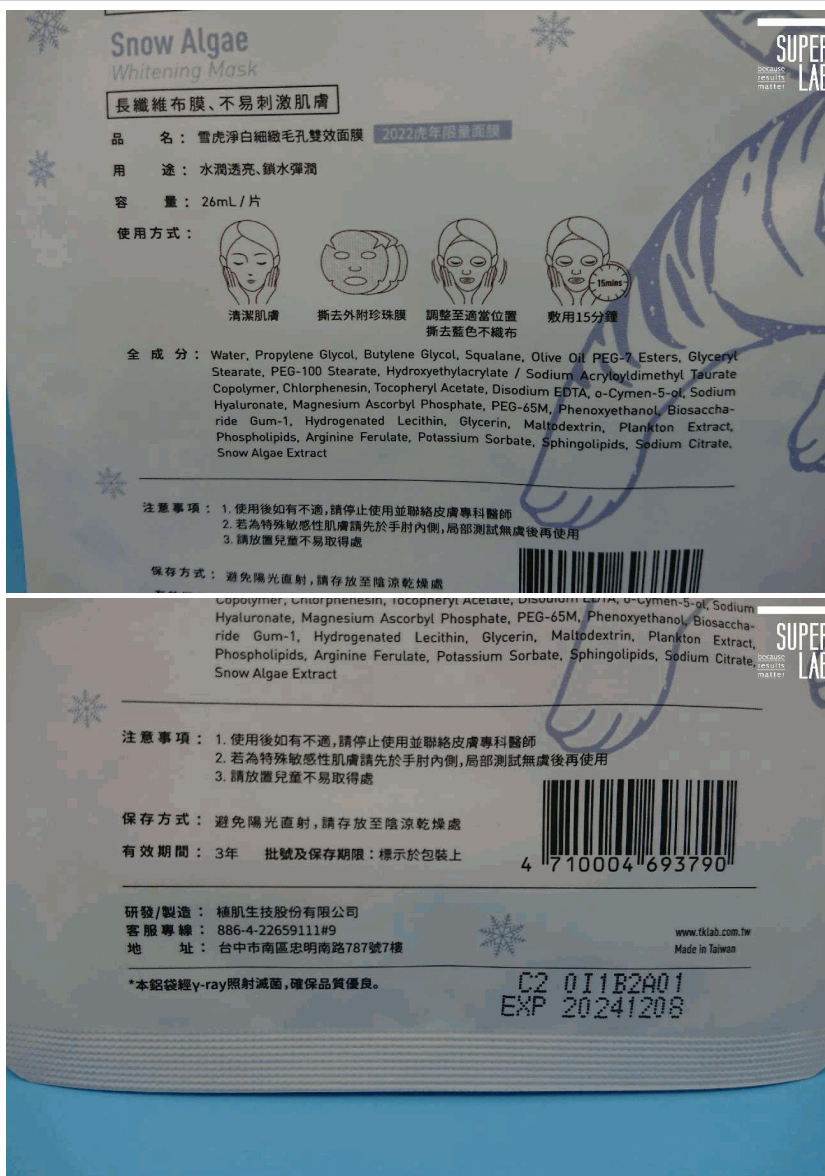 Snow Algae
Whitening Mask
長纖維布膜、不易刺激肌膚
品 名: 雪虎淨白細緻毛孔雙效面膜 2022虎年限量面膜
用 途: 水潤透亮、鎖水彈潤
容 量: 26mL / 片
使用方式:
15mins
清潔肌膚 撕去外附珍珠膜 調整至適當位置 敷用15分鐘
撕去藍色不織布
全 成 分: Water, Propylene Glycol, Butylene Glycol, Squalane, Olive Oil PEG-7 Esters, Glyceryl
Stearate, PEG-100 Stearate, Hydroxyethylacrylate / Sodium Acryloyldimethyl Taurate
Copolymer, Chlorphenesin, Tocopheryl Acetate, Disodium EDTA, o-Cymen-5-ol, Sodium
Hyaluronate, Magnesium Ascorbyl Phosphate, PEG-65M, Phenoxyethanol, Biosaccha-
ride Gum-1, Hydrogenated Lecithin, Glycerin, Maltodextrin, Plankton Extract,
Phospholipids, Arginine Ferulate, Potassium Sorbate, Sphingolipids, Sodium Citrate,
Snow Algae Extract
注意事項: 1. 使用後如有不適,請停止使用並聯絡皮膚專科醫師
2. 若為特殊敏感性肌膚請先於手肘內側,局部測試無虞後再使用
3. 請放置兒童不易取得處
保存方式: 避免陽光直射,請存放至陰涼乾燥處
SUPER
because
results
matter
LAB
Copolymer, Chlorphenesin, Tocopheryl Acetate, Disodium EDTA, o-Cymen-5-ol, Sodium
Hyaluronate, Magnesium Ascorbyl Phosphate, PEG-65M, Phenoxyethanol, Biosaccha-
ride Gum-1, Hydrogenated Lecithin, Glycerin, Maltodextrin, Plankton Extract,
Phospholipids, Arginine Ferulate, Potassium Sorbate, Sphingolipids, Sodium Citrate,
Snow Algae Extract
注意事項: 1. 使用後如有不適,請停止使用並聯絡皮膚專科醫師
2. 若為特殊敏感性肌膚請先於手肘內側,局部測試無虞後再使用
3. 請放置兒童不易取得處
保存方式: 避免陽光直射,請存放至陰涼乾燥處
有效期間: 3年 批號及保存期限:標示於包裝上
4 710004 693790
研發/製造: 植肌生技股份有限公司
客服專線: 886-4-22659111#9
地 址: 台中市南區忠明南路787號7樓
www.tklab.com.tw
Made in Taiwan
*本鋁袋經γ-ray照射滅菌,確保品質優良。
C2 0I1B2A01
EXP 20241208
SUPER
because
results
matter
LAB